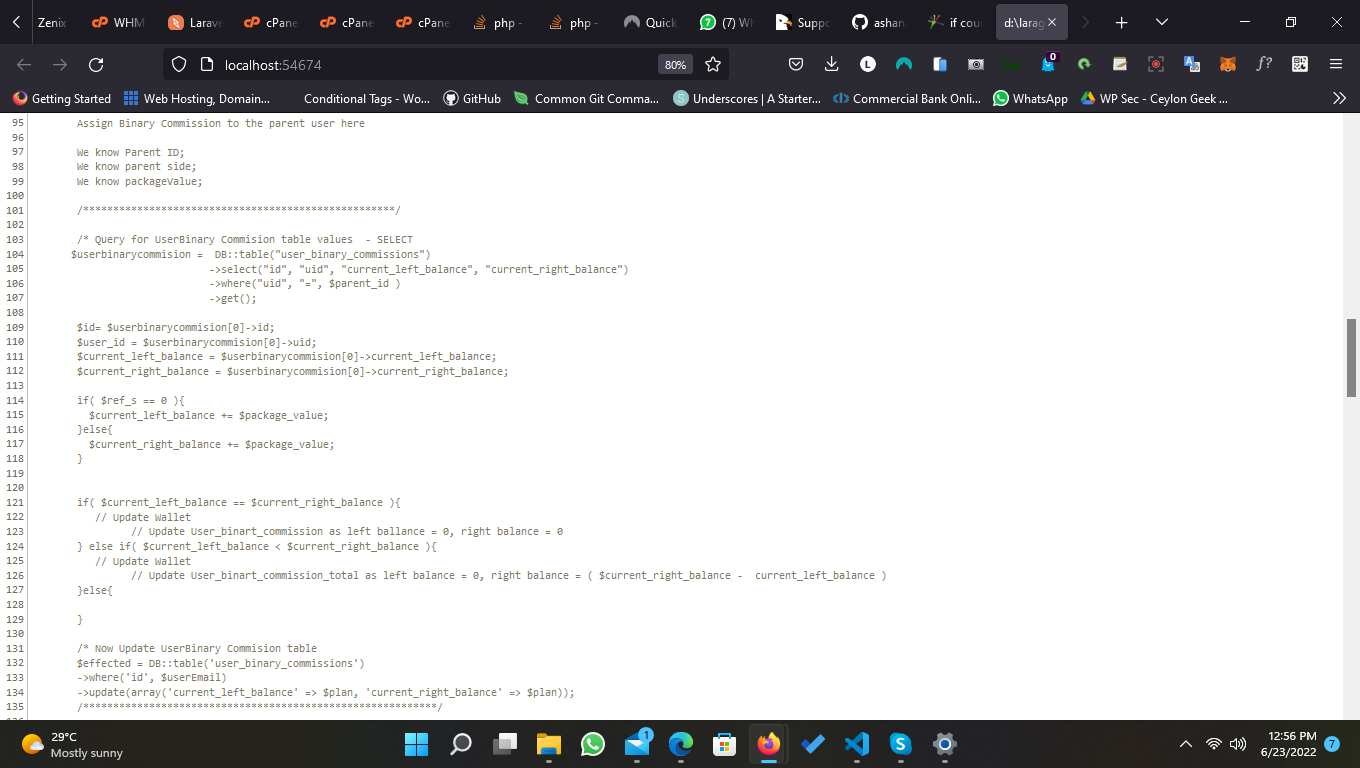 Zenix
WHM
Larave
cPane
cPane
cPane
php -
php -
Quick
(7) Wh
Suppo
ashan
if cour
d:\larag
localhost:54674
80%
0
Getting Started
Web Hosting, Domain...
Conditional Tags - Wo...
GitHub
Common Git Comma...
Underscores | A Starter...
Commercial Bank Onli...
WhatsApp
WP Sec - Ceylon Geek ...
95 Assign Binary Commission to the parent user here
96
97 We know Parent ID;
98 We know parent side;
99 We know packageValue;
100
101 /****************************************************/
102
103 /* Query for UserBinary Commision table values  - SELECT
104 $userbinarycommision =  DB::table("user_binary_commissions")
105 ->select("id", "uid", "current_left_balance", "current_right_balance")
106 ->where("uid", "=", $parent_id )
107 ->get();
108
109 $id= $userbinarycommision[0]->id;
110 $user_id = $userbinarycommision[0]->uid;
111 $current_left_balance = $userbinarycommision[0]->current_left_balance;
112 $current_right_balance = $userbinarycommision[0]->current_right_balance;
113
114 if( $ref_s == 0 ){
115 $current_left_balance += $package_value;
116 }else{
117 $current_right_balance += $package_value;
118 }
119
120
121 if( $current_left_balance == $current_right_balance ){
122 // Update Wallet
123 // Update User_binart_commission as left ballance = 0, right balance = 0
124 } else if( $current_left_balance < $current_right_balance ){
125 // Update Wallet
126 // Update User_binart_commission_total as left balance = 0, right balance = ( $current_right_balance -  current_left_balance )
127 }else{
128
129 }
130
131 /* Now Update UserBinary Commision table
132 $effected = DB::table('user_binary_commissions')
133 ->where('id', $userEmail)
134 ->update(array('current_left_balance' => $plan, 'current_right_balance' => $plan));
135 /***********************************************************/
29°C
Mostly sunny
1
12:56 PM
6/23/2022
7